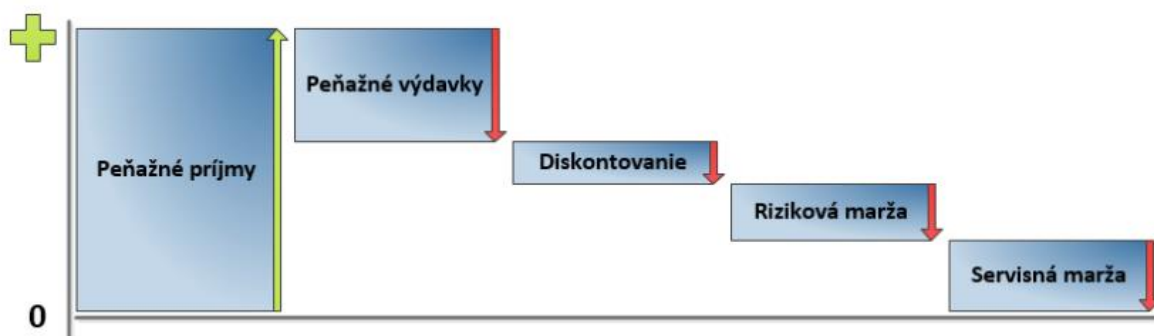 Peňažné príjmy
Peňažné výdavky
Diskontovanie
Riziková marža
Servisná marža
0